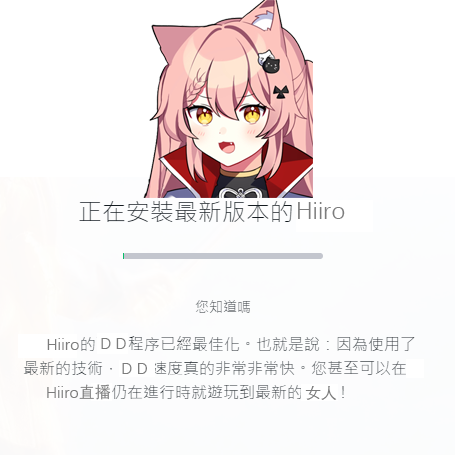 正在安裝最新版本的Hiiro
您知道嗎
Hiiro的ＤＤ程序已經最佳化。也就是說：因為使用了
最新的技術，ＤＤ 速度真的非常非常快。您甚至可以在
Hiiro直播仍在進行時就遊玩到最新的 女人！